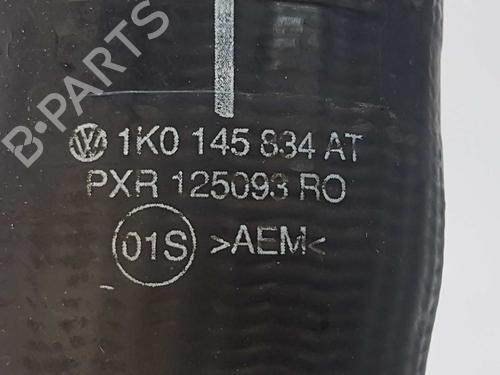 B·PARTS
1K0 145 834 AT
PXR 125093 RO
01S >AEM<